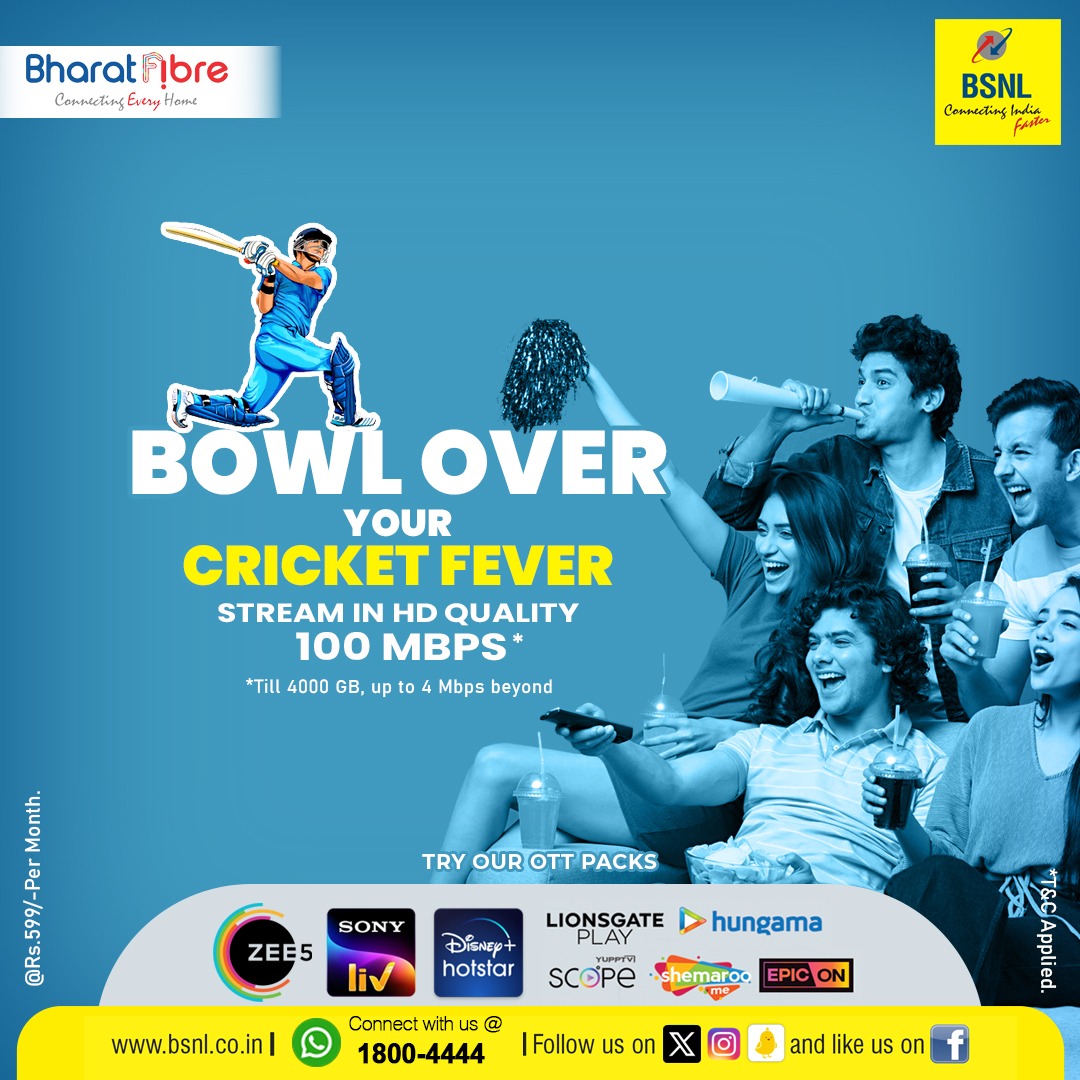 Bharat Fibre
Connecting Every Home
BSNL
Connecting India
Faster
BOWL OVER
YOUR
CRICKET FEVER
STREAM IN HD QUALITY
100 MBPS*
*Till 4000 GB, up to 4 Mbps beyond
@Rs.599/-Per Month.
*T&C Applied.
TRY OUR OTT PACKS
ZEE5
SONY
liv
Disney+
hotstar
LIONSGATE
PLAY
hungama
YUPPTV
SCOPE
shemaroo
me
EPIC ON
www.bsnl.co.in
Connect with us @
1800-4444
Follow us on
and like us on